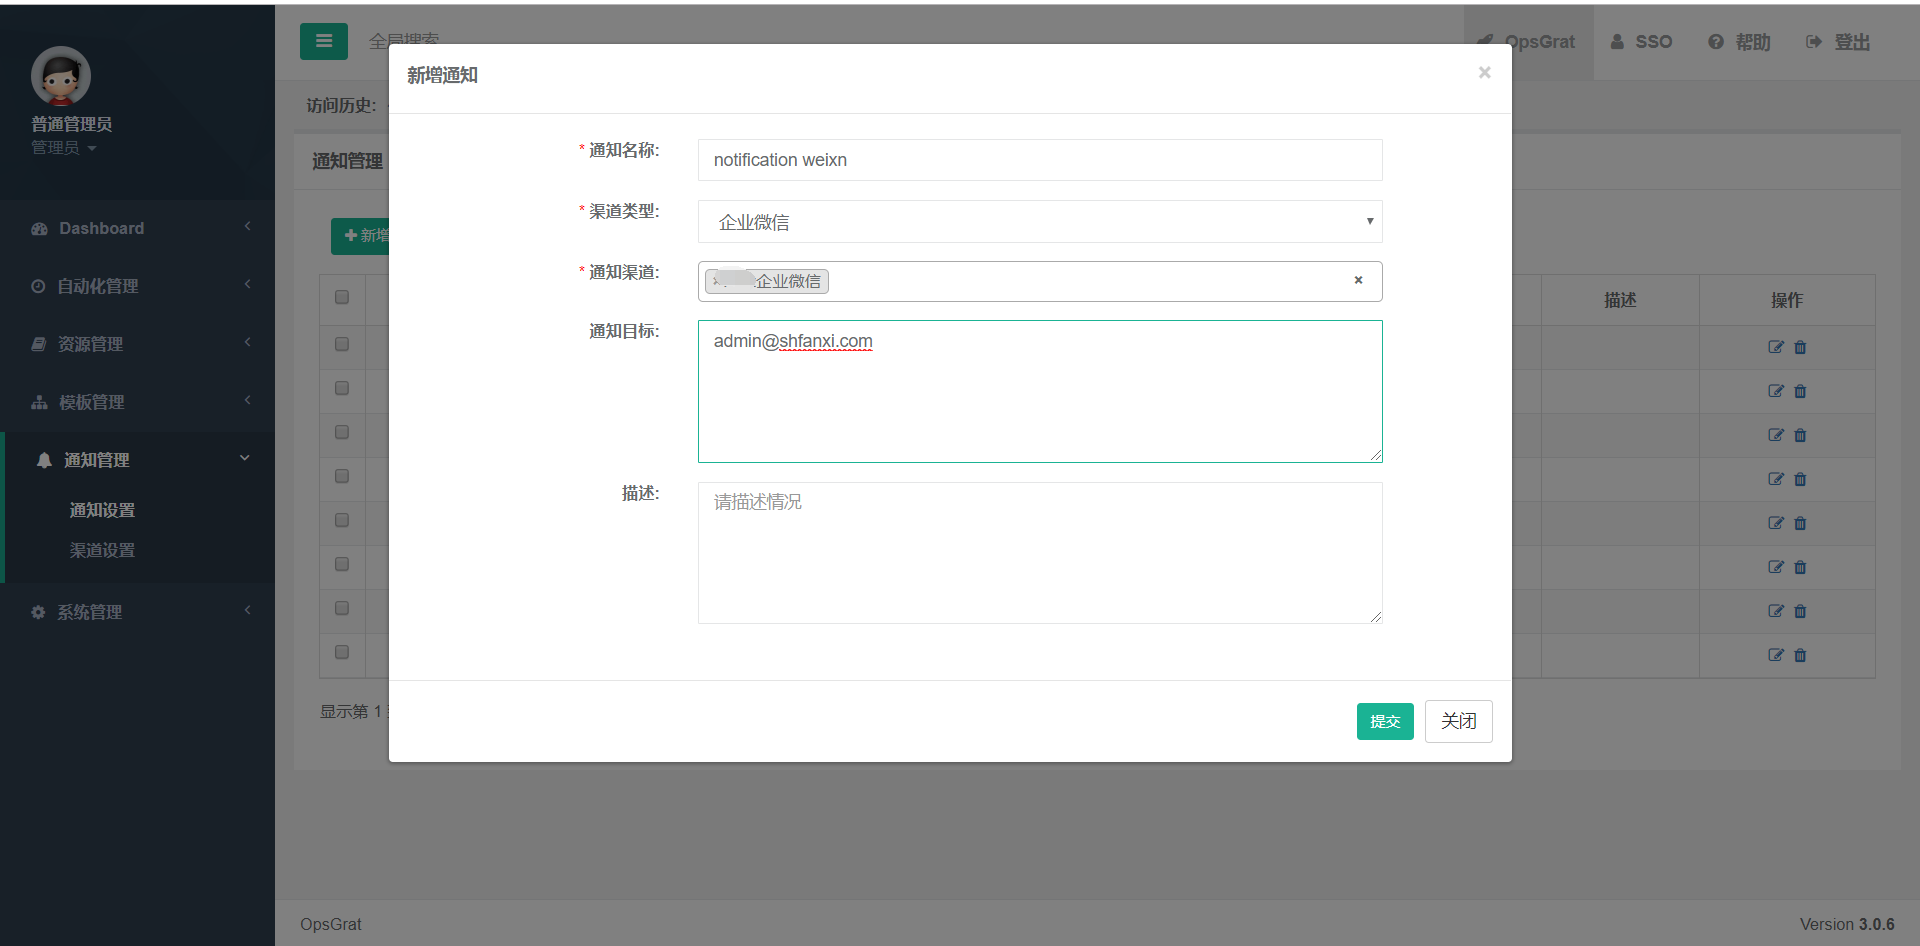 全局搜索
OpsGrat
SSO
帮助
登出
普通管理员
管理员
Dashboard
自动化管理
资源管理
模板管理
通知管理
通知设置
渠道设置
系统管理
访问历史:
通知管理
新增
描述
操作
显示第 1
新增通知
×
* 通知名称:
notification weixn
* 渠道类型:
企业微信
* 通知渠道:
企业微信
×
通知目标:
admin@shfanxi.com
描述:
请描述情况
提交
关闭
OpsGrat
Version 3.0.6